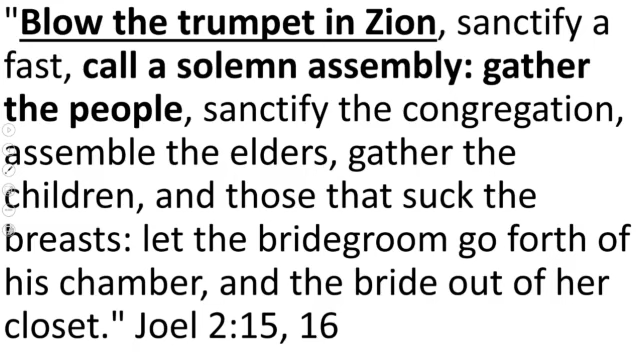 "Blow the trumpet in Zion, sanctify a
fast, call a solemn assembly: gather
the people, sanctify the congregation,
assemble the elders, gather the
children, and those that suck the
breasts: let the bridegroom go forth of
his chamber, and the bride out of her
closet." Joel 2:15, 16